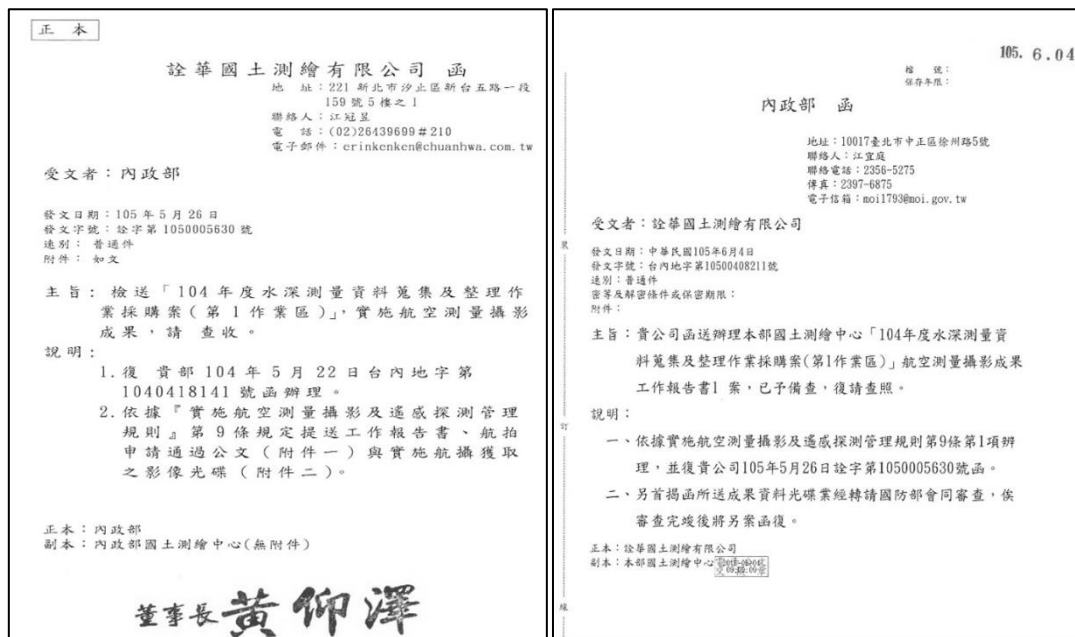 正 本
詮華國土測繪有限公司 函
地 址：221 新北市汐止區新台五路一段
159 號 5 樓之 1
聯絡人：江冠昱
電 話：(02)26439699＃210
電子郵件：erinkenken@chuanhwa.com.tw
受文者：內政部
發文日期：105 年 5 月 26 日
發文字號：詮字第 1050005630 號
速別： 普通件
附件： 如文
主旨： 檢送「104 年度水深測量資料蒐集及整理作
業採購案（第 1 作業區）」，實施航空測量攝影
成果，請 查收。
說明：
1. 復 貴部 104 年 5 月 22 日台內地字第
1040418141 號函辦理。
2. 依據『實施航空測量攝影及遙感探測管理
規則』第 9 條規定提送工作報告書、航拍
申請通過公文（附件一）與實施航攝獲取
之影像光碟（附件二）。
正本：內政部
副本：內政部國土測繪中心(無附件)
董事長 黃仰澤
105. 6.04
檔 號：
保存年限：
內政部 函
地址：10017臺北市中正區徐州路5號
聯絡人：江宜庭
聯絡電話：2356-5275
傳真：2397-6875
電子信箱：moi1793@moi.gov.tw
受文者：詮華國土測繪有限公司
發文日期：中華民國105年6月4日
發文字號：台內地字第10500408211號
速別：普通件
密等及解密條件或保密期限：
附件：
主旨：貴公司函送辦理本部國土測繪中心「104年度水深測量資
料蒐集及整理作業採購案(第1作業區)」航空測量攝影成果
工作報告書1 案，已予備查，復請查照。
說明：
一、依據實施航空測量攝影及遙感探測管理規則第9條第1項辦
理，並復貴公司105年5月26日詮字第1050005630號函。
二、另首揭函所送成果資料光碟業經轉請國防部會同審查，俟
審查完竣後將另案函復。
正本：詮華國土測繪有限公司
副本：本部國土測繪中心
裝
訂
線